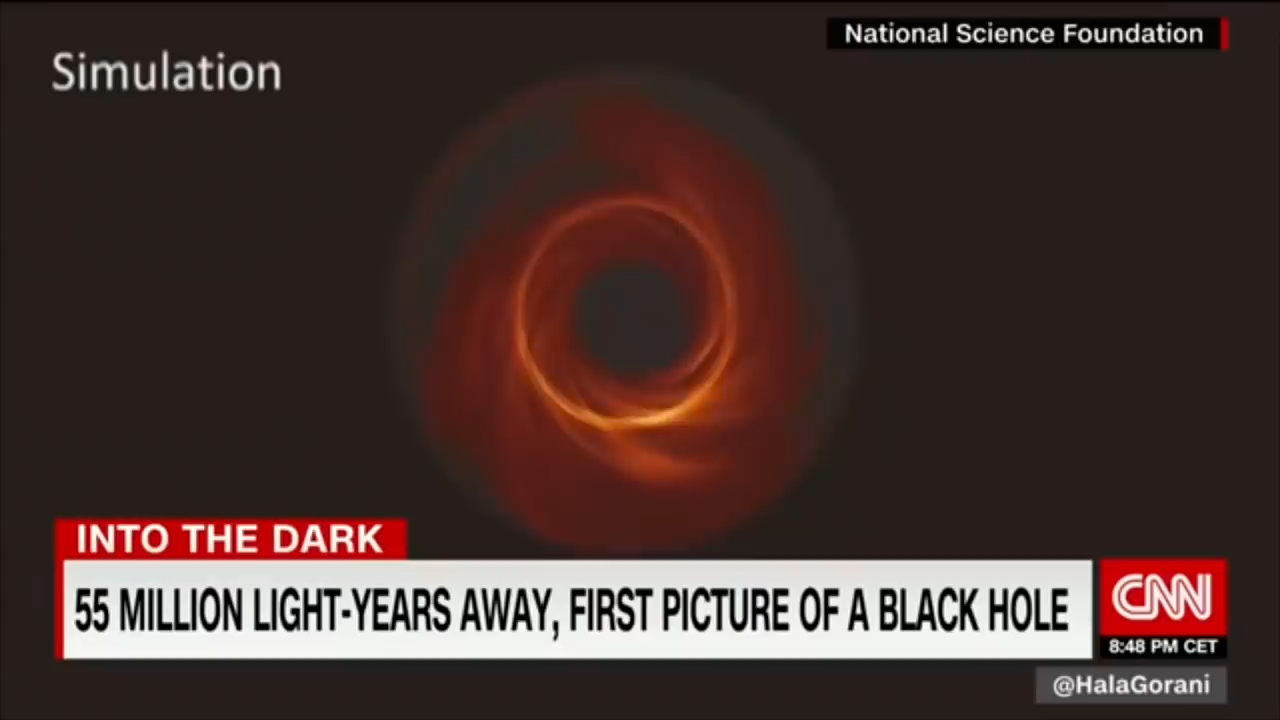 National Science Foundation
Simulation
INTO THE DARK
55 MILLION LIGHT-YEARS AWAY, FIRST PICTURE OF A BLACK HOLE
CNN
8:48 PM CET
@HalaGorani